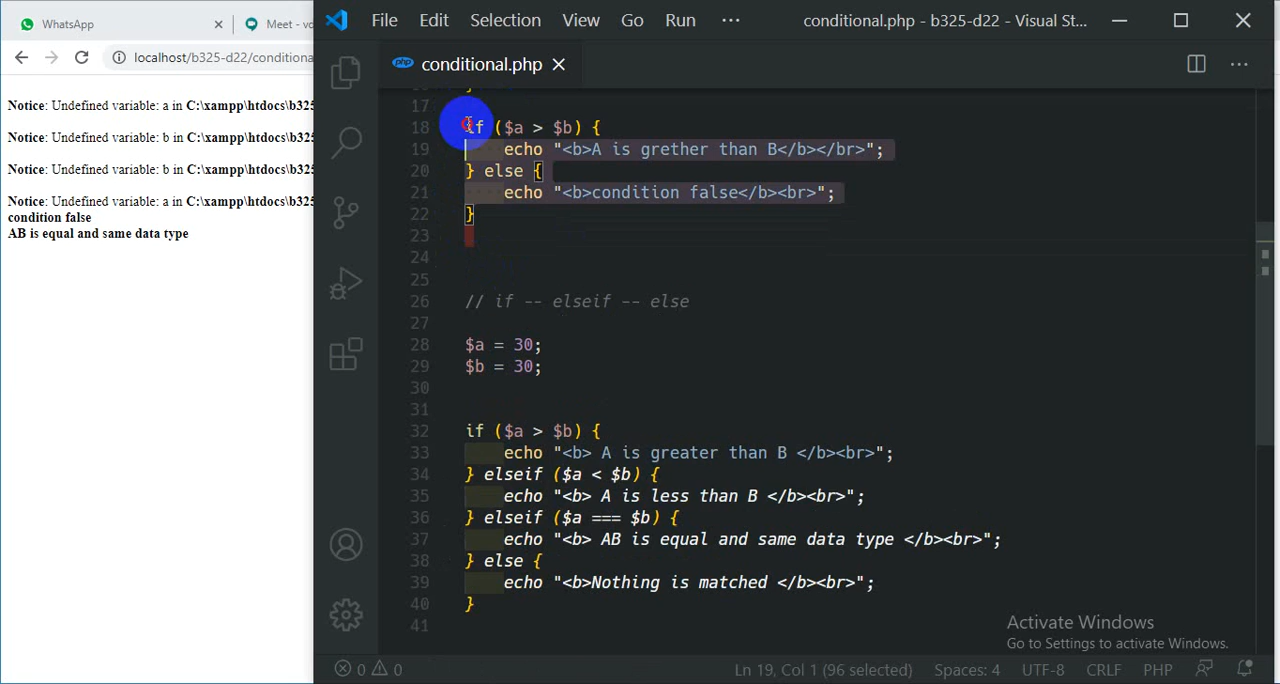 WhatsApp
Meet - vo
localhost/b325-d22/conditiona
Notice: Undefined variable: a in C:\xampp\htdocs\b325
Notice: Undefined variable: b in C:\xampp\htdocs\b325
Notice: Undefined variable: b in C:\xampp\htdocs\b325
Notice: Undefined variable: a in C:\xampp\htdocs\b325
condition false
AB is equal and same data type
File Edit Selection View Go Run ··· conditional.php - b325-d22 - Visual St...
php conditional.php
16 }
17
18 if ($a > $b) {
19 echo "<b>A is grether than B</b></br>";
20 } else {
21 echo "<b>condition false</b><br>";
22 }
23
24
25
26 // if -- elseif -- else
27
28 $a = 30;
29 $b = 30;
30
31
32 if ($a > $b) {
33 echo "<b> A is greater than B </b><br>";
34 } elseif ($a < $b) {
35 echo "<b> A is less than B </b><br>";
36 } elseif ($a === $b) {
37 echo "<b> AB is equal and same data type </b><br>";
38 } else {
39 echo "<b>Nothing is matched </b><br>";
40 }
41
Activate Windows
Go to Settings to activate Windows.
0 0 Ln 19, Col 1 (96 selected) Spaces: 4 UTF-8 CRLF PHP